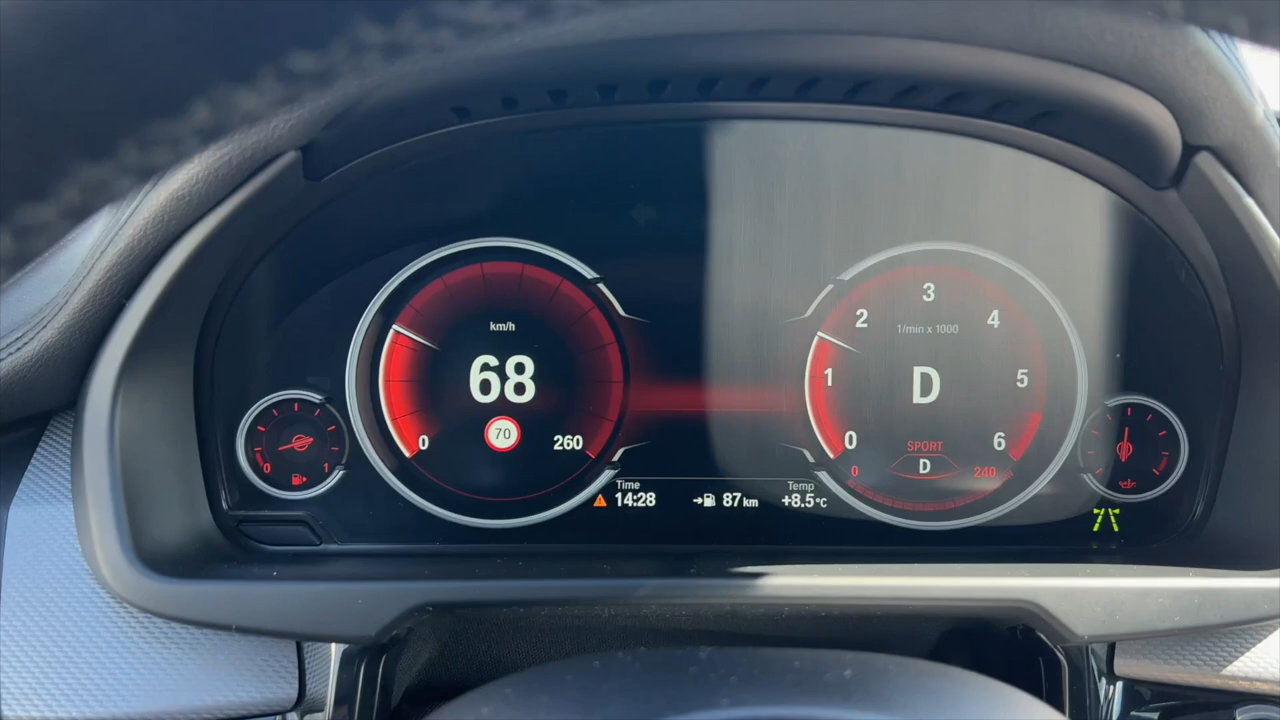 km/h
68
70
0 260
0 1
Time
14:28
87 km
Temp
+8.5°C
3
2 4
1/min x 1000
1 5
D
0 6
SPORT
D
0 240